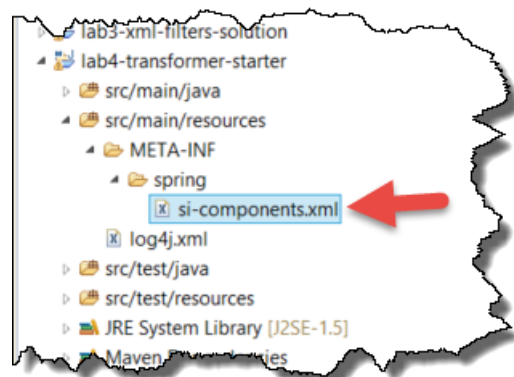 lab3-xml-filters-solution
lab4-transformer-starter
src/main/java
src/main/resources
META-INF
spring
si-components.xml
log4j.xml
src/test/java
src/test/resources
JRE System Library [J2SE-1.5]
Maven